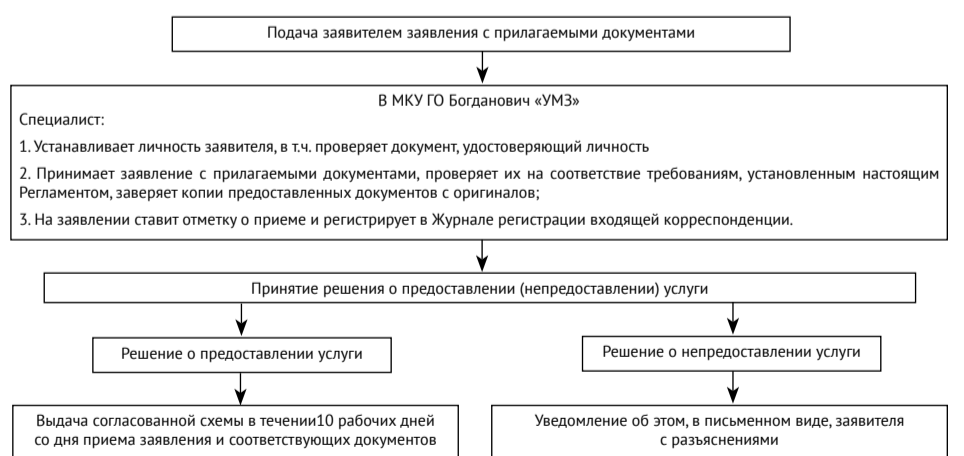 Подача заявителем заявления с прилагаемыми документами
В МКУ ГО Богданович «УМЗ»
Специалист:
1. Устанавливает личность заявителя, в т.ч. проверяет документ, удостоверяющий личность
2. Принимает заявление с прилагаемыми документами, проверяет их на соответствие требованиям, установленным настоящим
Регламентом, заверяет копии предоставленных документов с оригиналов;
3. На заявлении ставит отметку о приеме и регистрирует в Журнале регистрации входящей корреспонденции.
Принятие решения о предоставлении (непредоставлении) услуги
Решение о предоставлении услуги
Решение о непредоставлении услуги
Выдача согласованной схемы в течении10 рабочих дней
со дня приема заявления и соответствующих документов
Уведомление об этом, в письменном виде, заявителя
с разъяснениями